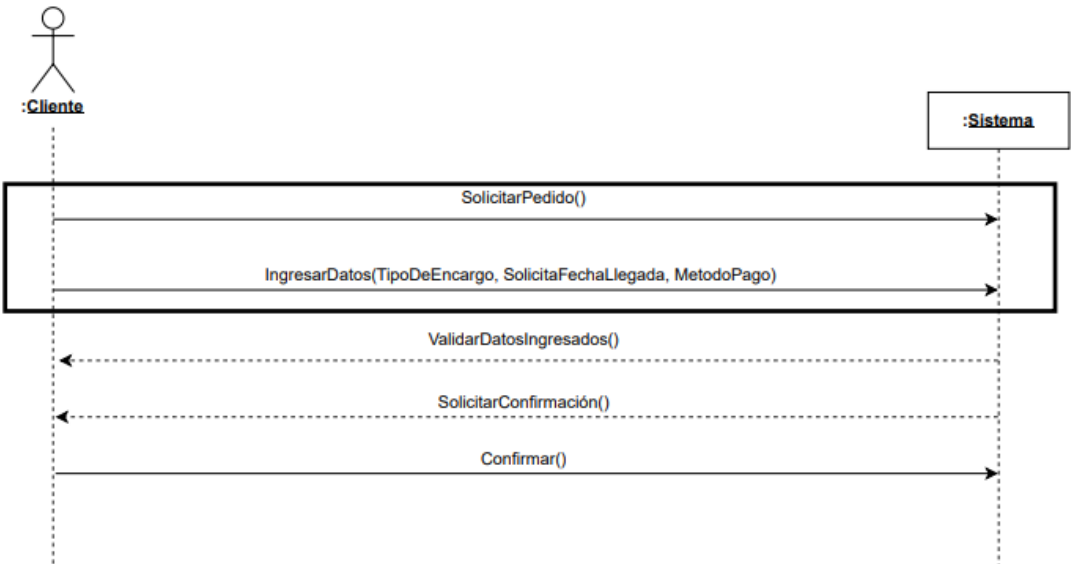 :Cliente
:Sistema
SolicitarPedido()
IngresarDatos(TipoDeEncargo, SolicitaFechaLlegada, MetodoPago)
ValidarDatosIngresados()
SolicitarConfirmación()
Confirmar()